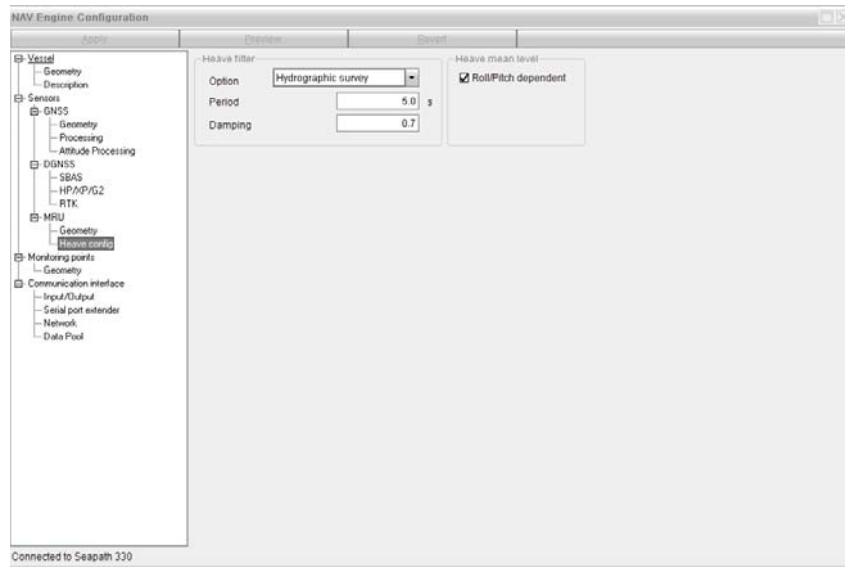 NAV Engine Configuration
Apply Preview Revert
Vessel
Geometry
Description
Sensors
GNSS
Geometry
Processing
Attitude Processing
DGNSS
SBAS
HP/XP/G2
RTK
MRU
Geometry
Heave config
Monitoring points
Geometry
Communication interface
Input/Output
Serial port extender
Network
Data Pool
Heave filter
Option Hydrographic survey
Period 5.0 s
Damping 0.7
Heave mean level
Roll/Pitch dependent
Connected to Seapath 330